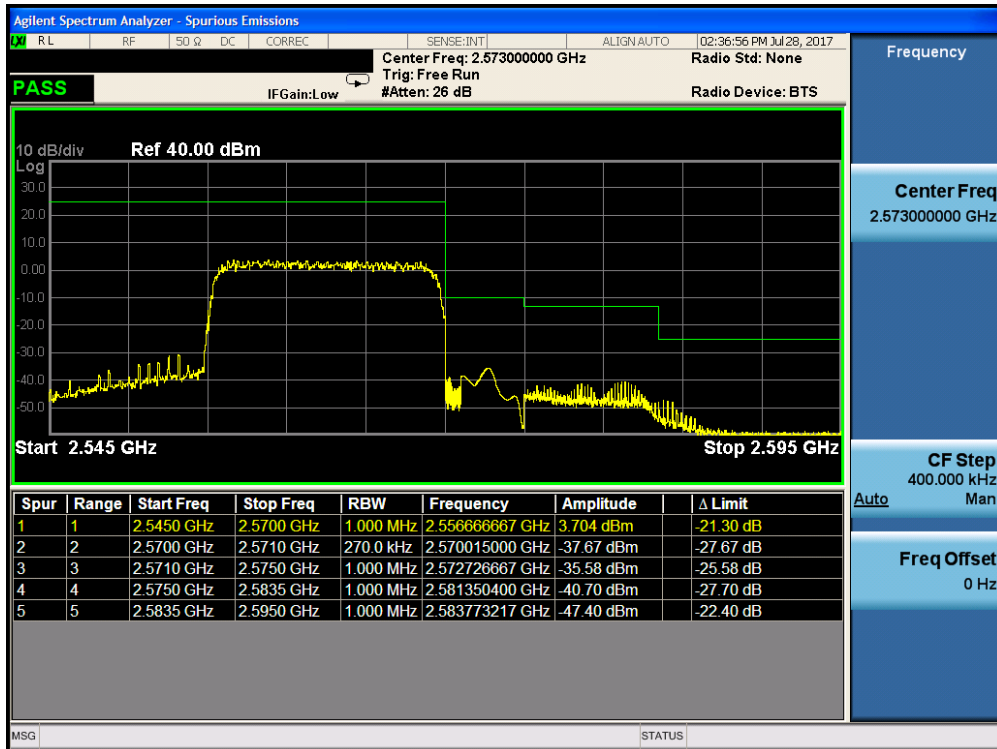 Agilent Spectrum Analyzer - Spurious Emissions
LXI RL RF 50 Ω DC CORREC SENSE:INT ALIGN AUTO 02:36:56 PM Jul 28, 2017
Center Freq: 2.573000000 GHz Radio Std: None
Trig: Free Run
PASS IFGain:Low #Atten: 26 dB Radio Device: BTS
10 dB/div Ref 40.00 dBm
Log
30.0
20.0
10.0
0.00
-10.0
-20.0
-30.0
-40.0
-50.0
Start 2.545 GHz Stop 2.595 GHz
Spur Range Start Freq Stop Freq RBW Frequency Amplitude Δ Limit
1 1 2.5450 GHz 2.5700 GHz 1.000 MHz 2.556666667 GHz 3.704 dBm -21.30 dB
2 2 2.5700 GHz 2.5710 GHz 270.0 kHz 2.570015000 GHz -37.67 dBm -27.67 dB
3 3 2.5710 GHz 2.5750 GHz 1.000 MHz 2.572726667 GHz -35.58 dBm -25.58 dB
4 4 2.5750 GHz 2.5835 GHz 1.000 MHz 2.581350400 GHz -40.70 dBm -27.70 dB
5 5 2.5835 GHz 2.5950 GHz 1.000 MHz 2.583773217 GHz -47.40 dBm -22.40 dB
MSG STATUS
Frequency
Center Freq
2.573000000 GHz
CF Step
400.000 kHz
Auto Man
Freq Offset
0 Hz